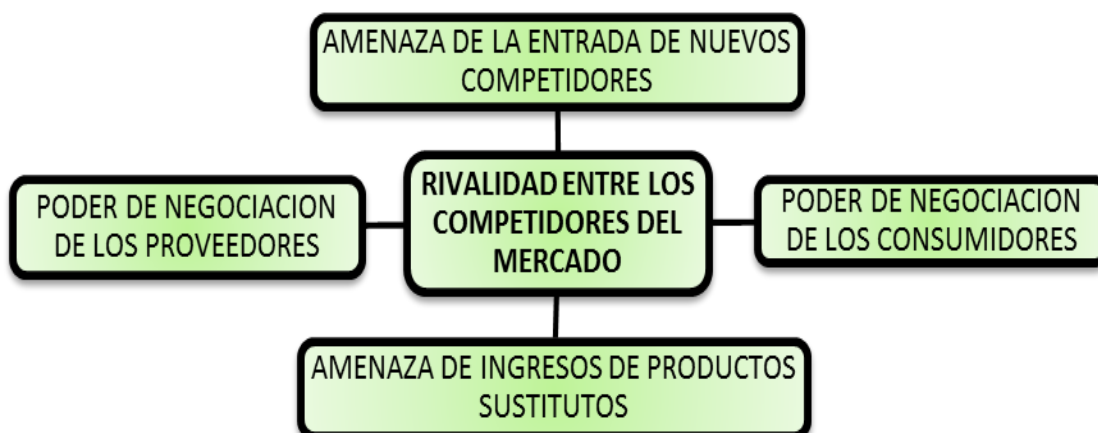 AMENAZA DE LA ENTRADA DE NUEVOS
COMPETIDORES
PODER DE NEGOCIACION
DE LOS PROVEEDORES
RIVALIDAD ENTRE LOS
COMPETIDORES DEL
MERCADO
PODER DE NEGOCIACION
DE LOS CONSUMIDORES
AMENAZA DE INGRESOS DE PRODUCTOS
SUSTITUTOS